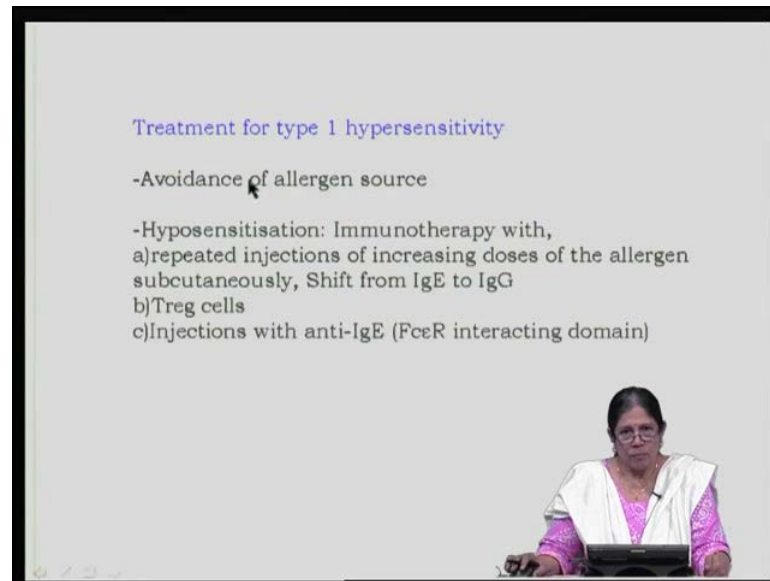 Treatment for type 1 hypersensitivity
-Avoidance of allergen source
-Hyposensitisation: Immunotherapy with,
a)repeated injections of increasing doses of the allergen
subcutaneously, Shift from IgE to IgG
b)Treg cells
c)Injections with anti-IgE (FcεR interacting domain)